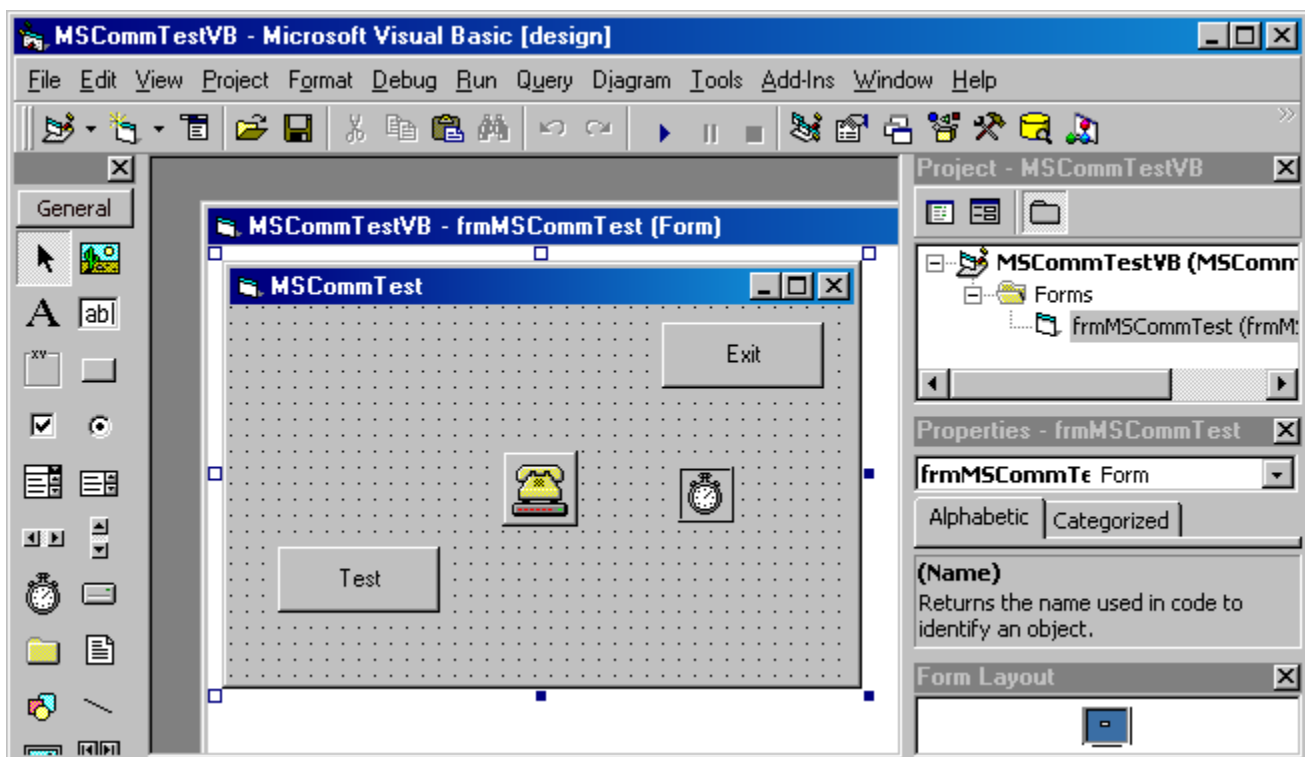 MSCommTestVB - Microsoft Visual Basic [design]
File Edit View Project Format Debug Run Query Diagram Tools Add-Ins Window Help
General
A
ab
XY
MSCommTestVB - frmMSCommTest (Form)
MSCommTest
Exit
Test
Project - MSCommTestVB
MSCommTestVB (MSComm
Forms
frmMSCommTest (frmM
Properties - frmMSCommTest
frmMSCommTe Form
Alphabetic Categorized
(Name)
Returns the name used in code to
identify an object.
Form Layout